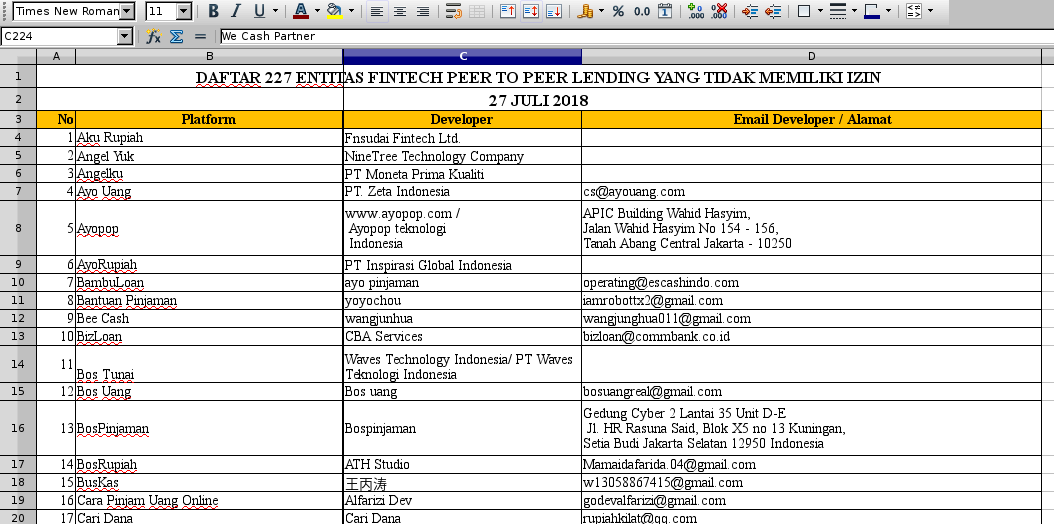 Times New Roman 11 B I U A % 0.0
C224 fx Σ = We Cash Partner
A B C D
1 DAFTAR 227 ENTITAS FINTECH PEER TO PEER LENDING YANG TIDAK MEMILIKI IZIN
2 27 JULI 2018
3 No Platform Developer Email Developer / Alamat
4 1 Aku Rupiah Fnsudai Fintech Ltd.
5 2 Angel Yuk NineTree Technology Company
6 3 Angelku PT Moneta Prima Kualiti
7 4 Ayo Uang PT. Zeta Indonesia cs@ayouang.com
8 5 Ayopop www.ayopop.com /
Ayopop teknologi
Indonesia
APIC Building Wahid Hasyim,
Jalan Wahid Hasyim No 154 - 156,
Tanah Abang Central Jakarta - 10250
9 6 AyoRupiah PT Inspirasi Global Indonesia
10 7 BambuLoan ayo pinjaman operating@escashindo.com
11 8 Bantuan Pinjaman yoyochou iamrobottx2@gmail.com
12 9 Bee Cash wangjunhua wangjunghua011@gmail.com
13 10 BizLoan CBA Services bizloan@commbank.co.id
14 11 Bos Tunai Waves Technology Indonesia/ PT Waves
Teknologi Indonesia
15 12 Bos Uang Bos uang bosuangreal@gmail.com
16 13 BosPinjaman Bospinjaman
Gedung Cyber 2 Lantai 35 Unit D-E
Jl. HR Rasuna Said, Blok X5 no 13 Kuningan,
Setia Budi Jakarta Selatan 12950 Indonesia
17 14 BosRupiah ATH Studio Mamaidafarida.04@gmail.com
18 15 BusKas 王丙涛 w13058867415@gmail.com
19 16 Cara Pinjam Uang Online Alfarizi Dev godevalfarizi@gmail.com
20 17 Cari Dana Cari Dana rupiahkilat@qq.com